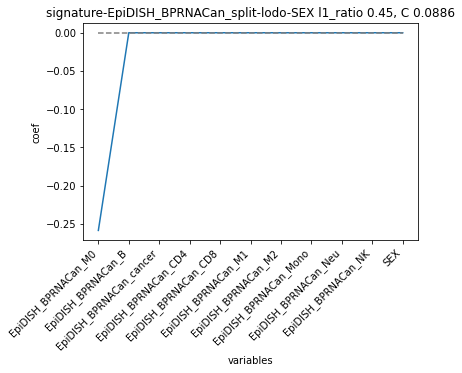 signature-EpiDISH_BPRNACan_split-lodo-SEX l1_ratio 0.45, C 0.0886
0.00
−0.05
−0.10
−0.15
−0.20
−0.25
coef
EpiDISH_BPRNACan_M0
EpiDISH_BPRNACan_B
EpiDISH_BPRNACan_cancer
EpiDISH_BPRNACan_CD4
EpiDISH_BPRNACan_CD8
EpiDISH_BPRNACan_M1
EpiDISH_BPRNACan_M2
EpiDISH_BPRNACan_Mono
EpiDISH_BPRNACan_Neu
EpiDISH_BPRNACan_NK
SEX
variables